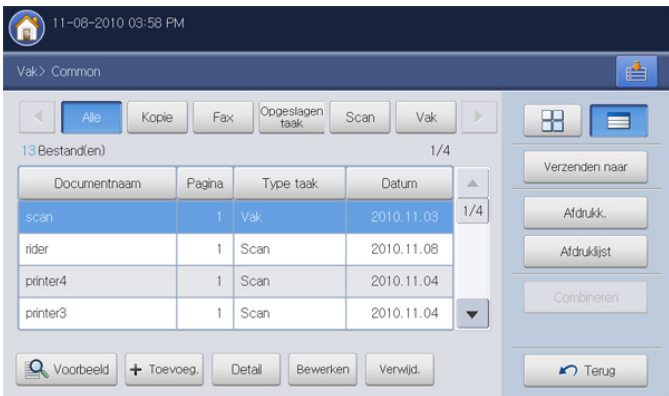 11-08-2010 03:58 PM
Vak> Common
Alle Kopie Fax Opgeslagen taak Scan Vak
13 Bestand(en) 1/4
Documentnaam Pagina Type taak Datum
scan 1 Vak 2010.11.03 1/4
rider 1 Scan 2010.11.08
printer4 1 Scan 2010.11.04
printer3 1 Scan 2010.11.04
Voorbeeld Toevoeg. Detail Bewerken Verwijd.
Verzenden naar
Afdrukk.
Afdruklijst
Combineren
Terug